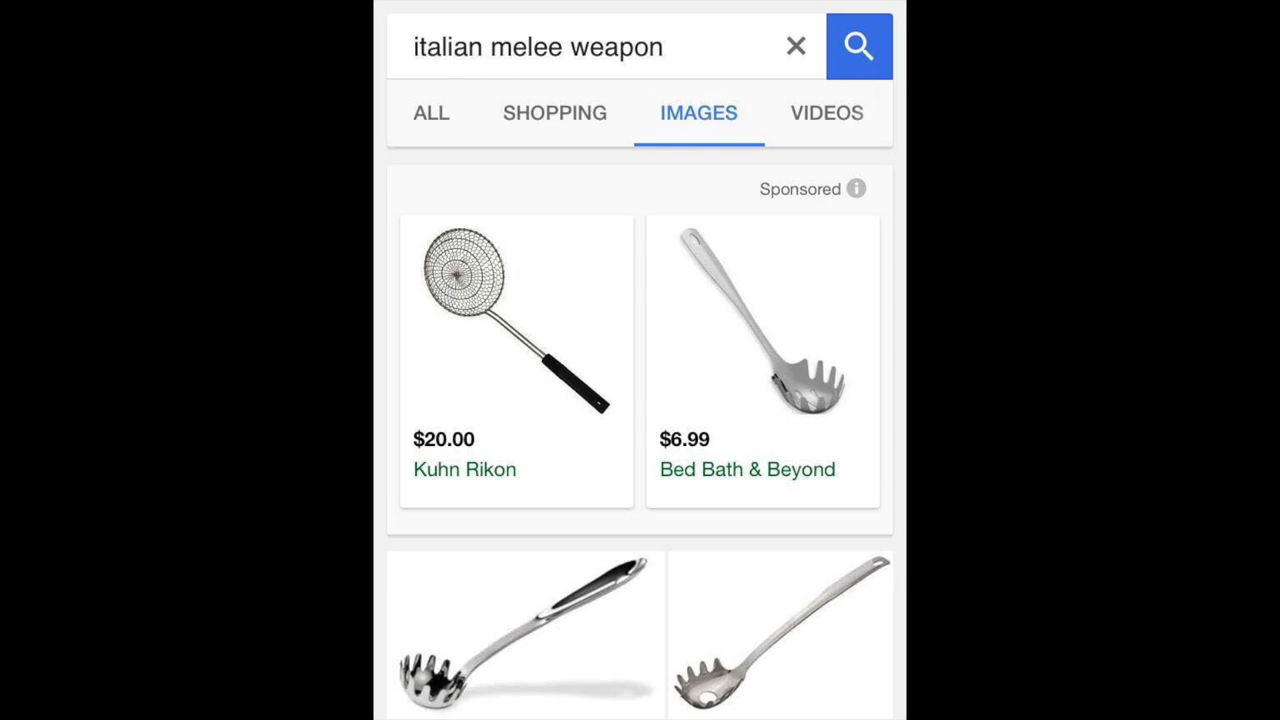 italian melee weapon
ALL SHOPPING IMAGES VIDEOS
Sponsored
$20.00
Kuhn Rikon
$6.99
Bed Bath & Beyond